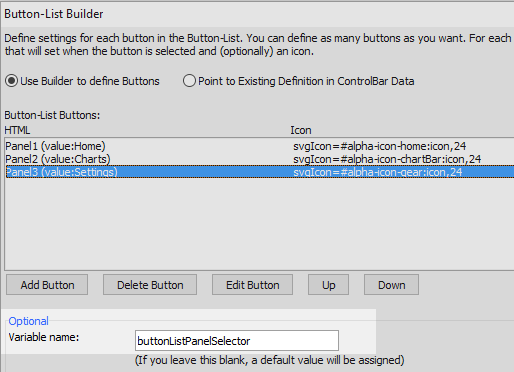 Button-List Builder
Define settings for each button in the Button-List. You can define as many buttons as you want. For each
that will set when the button is selected and (optionally) an icon.
Use Builder to define Buttons Point to Existing Definition in ControlBar Data
Button-List Buttons:
HTML Icon
Panel1 (value:Home) svgIcon=#alpha-icon-home:icon,24
Panel2 (value:Charts) svgIcon=#alpha-icon-chartBar:icon,24
Panel3 (value:Settings) svgIcon=#alpha-icon-gear:icon,24
Add Button Delete Button Edit Button Up Down
Optional
Variable name: buttonListPanelSelector
(If you leave this blank, a default value will be assigned)